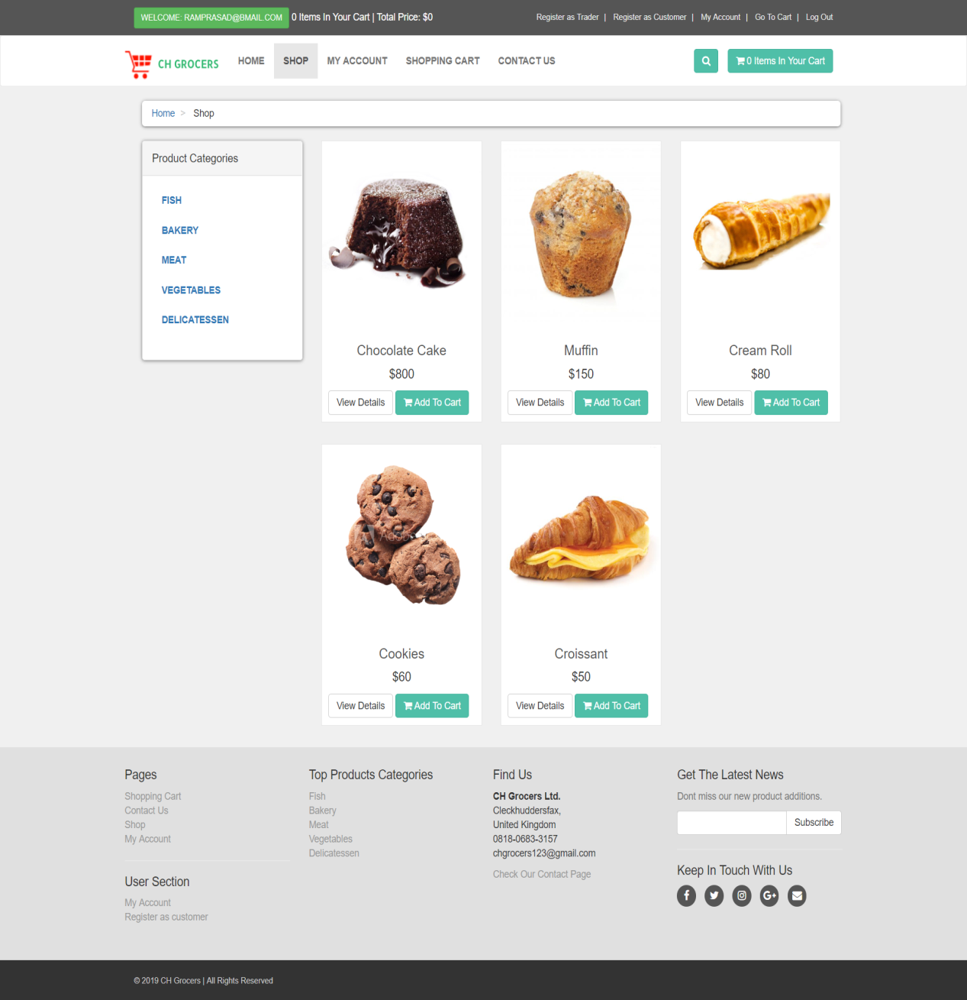 WELCOME: RAMPRASAD@BMAIL.COM 0 Items In Your Cart | Total Price: $0
Register as Trader | Register as Customer | My Account | Go To Cart | Log Out
CH GROCERS HOME SHOP MY ACCOUNT SHOPPING CART CONTACT US 0 Items In Your Cart
Home > Shop
Product Categories
FISH
BAKERY
MEAT
VEGETABLES
DELICATESSEN
Chocolate Cake
$800
View Details Add To Cart
Muffin
$150
View Details Add To Cart
Cream Roll
$80
View Details Add To Cart
Cookies
$60
View Details Add To Cart
Croissant
$50
View Details Add To Cart
Pages
Shopping Cart
Contact Us
Shop
My Account
User Section
My Account
Register as customer
Top Products Categories
Fish
Bakery
Meat
Vegetables
Delicatessen
Find Us
CH Grocers Ltd.
Cleckhuddersfax,
United Kingdom
0818-0683-3157
chgrocers123@gmail.com
Check Our Contact Page
Get The Latest News
Dont miss our new product additions.
Subscribe
Keep In Touch With Us
© 2019 CH Grocers | All Rights Reserved